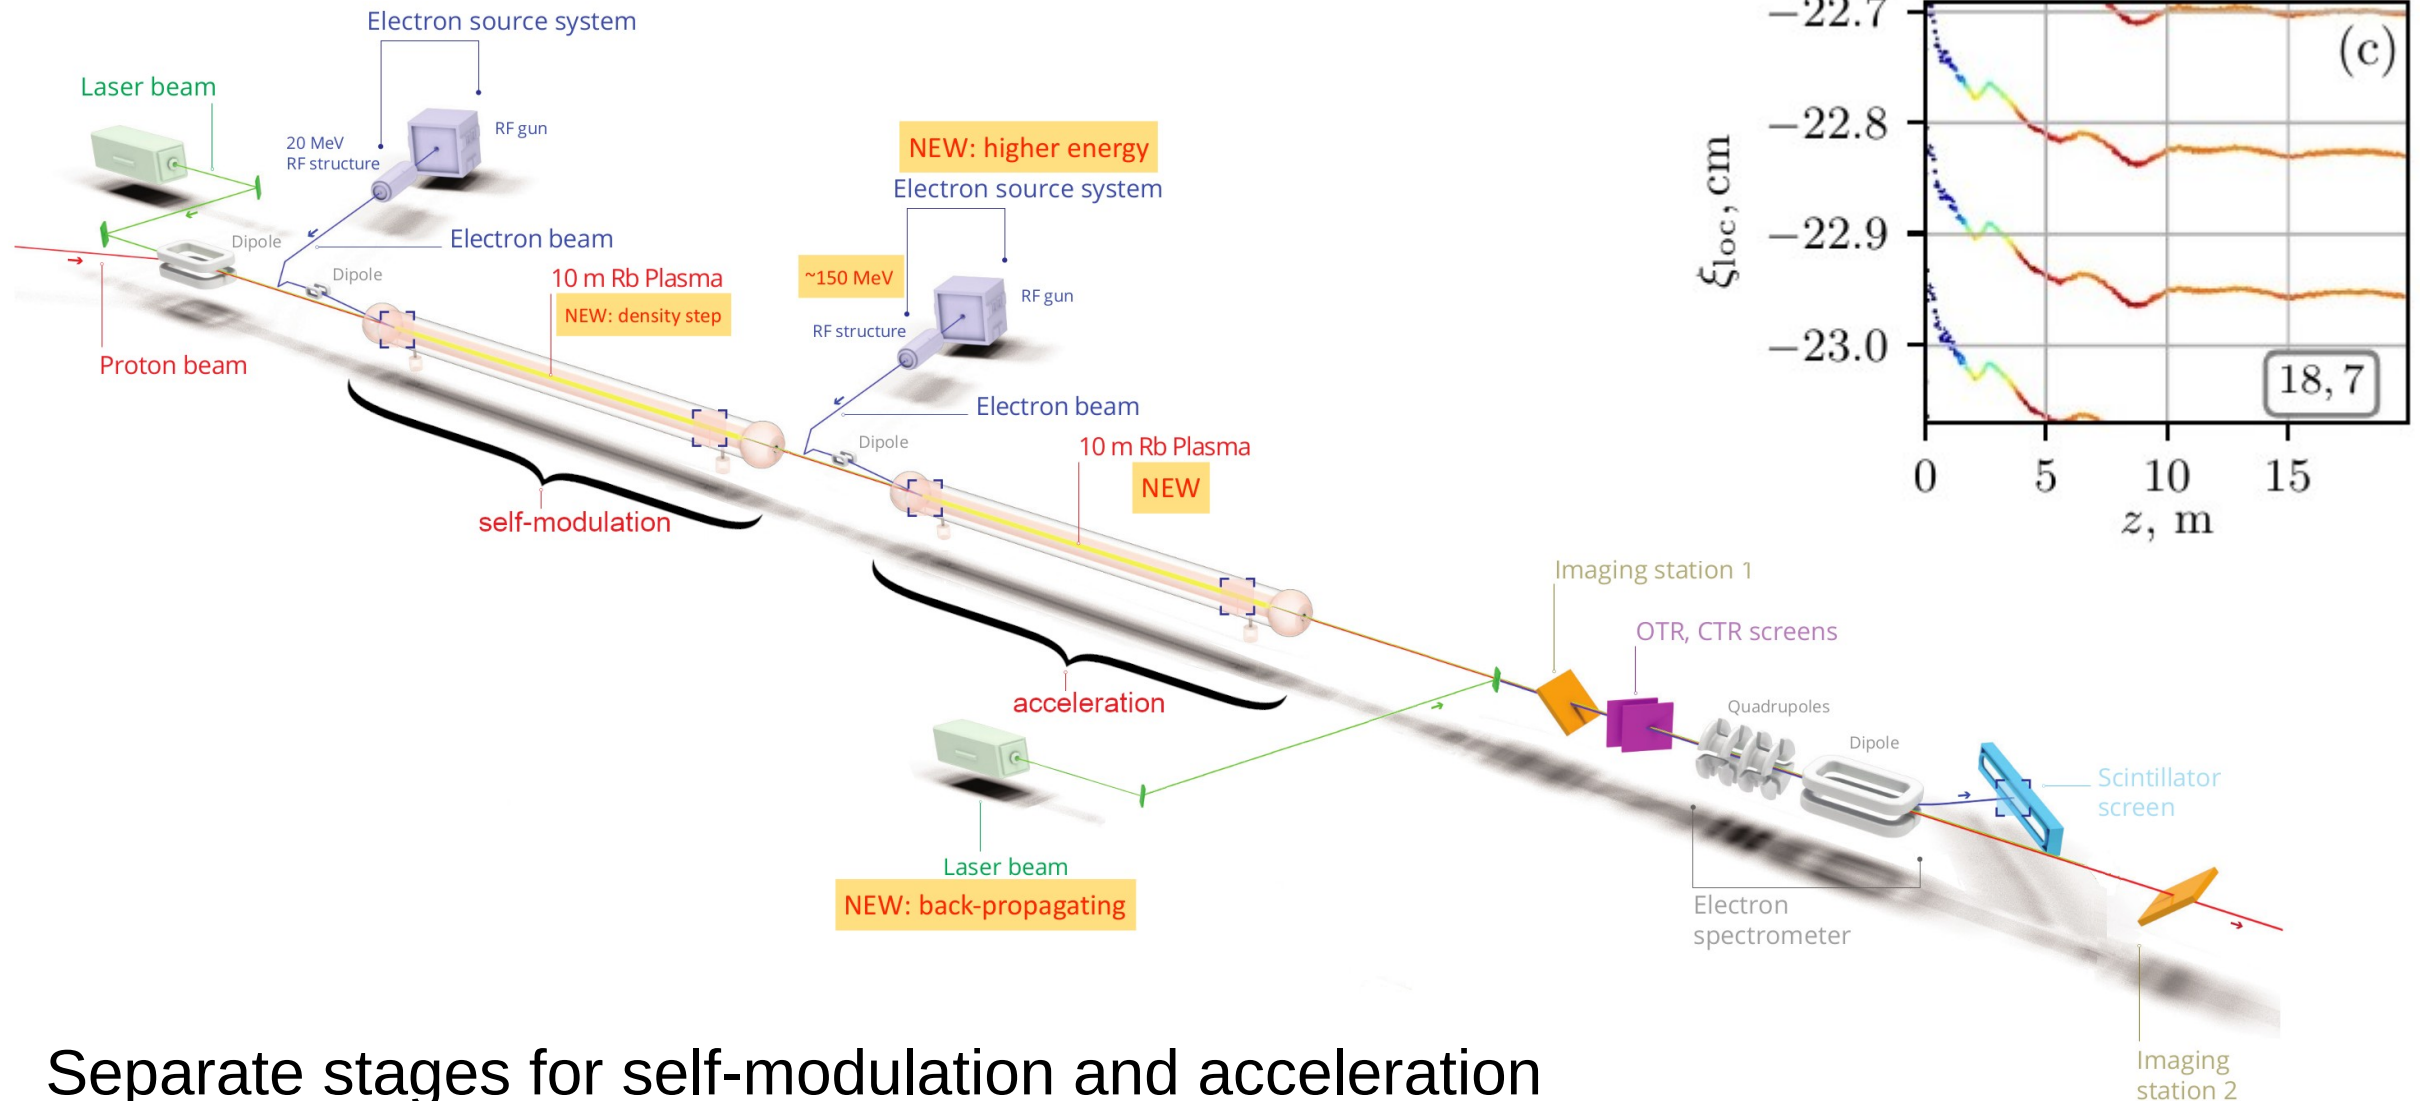 Electron source system
Laser beam
20 MeV
RF structure
RF gun
Dipole
Electron beam
Dipole
10 m Rb Plasma
NEW: density step
Proton beam
self-modulation
NEW: higher energy
Electron source system
~150 MeV
RF gun
RF structure
Electron beam
Dipole
10 m Rb Plasma
NEW
acceleration
Laser beam
NEW: back-propagating
Imaging station 1
OTR, CTR screens
Quadrupoles
Dipole
Scintillator
screen
Electron
spectrometer
Imaging
station 2
−22.7
−22.8
−22.9
−23.0
ξloc, cm
(c)
18, 7
0 5 10 15
z, m
Separate stages for self-modulation and acceleration